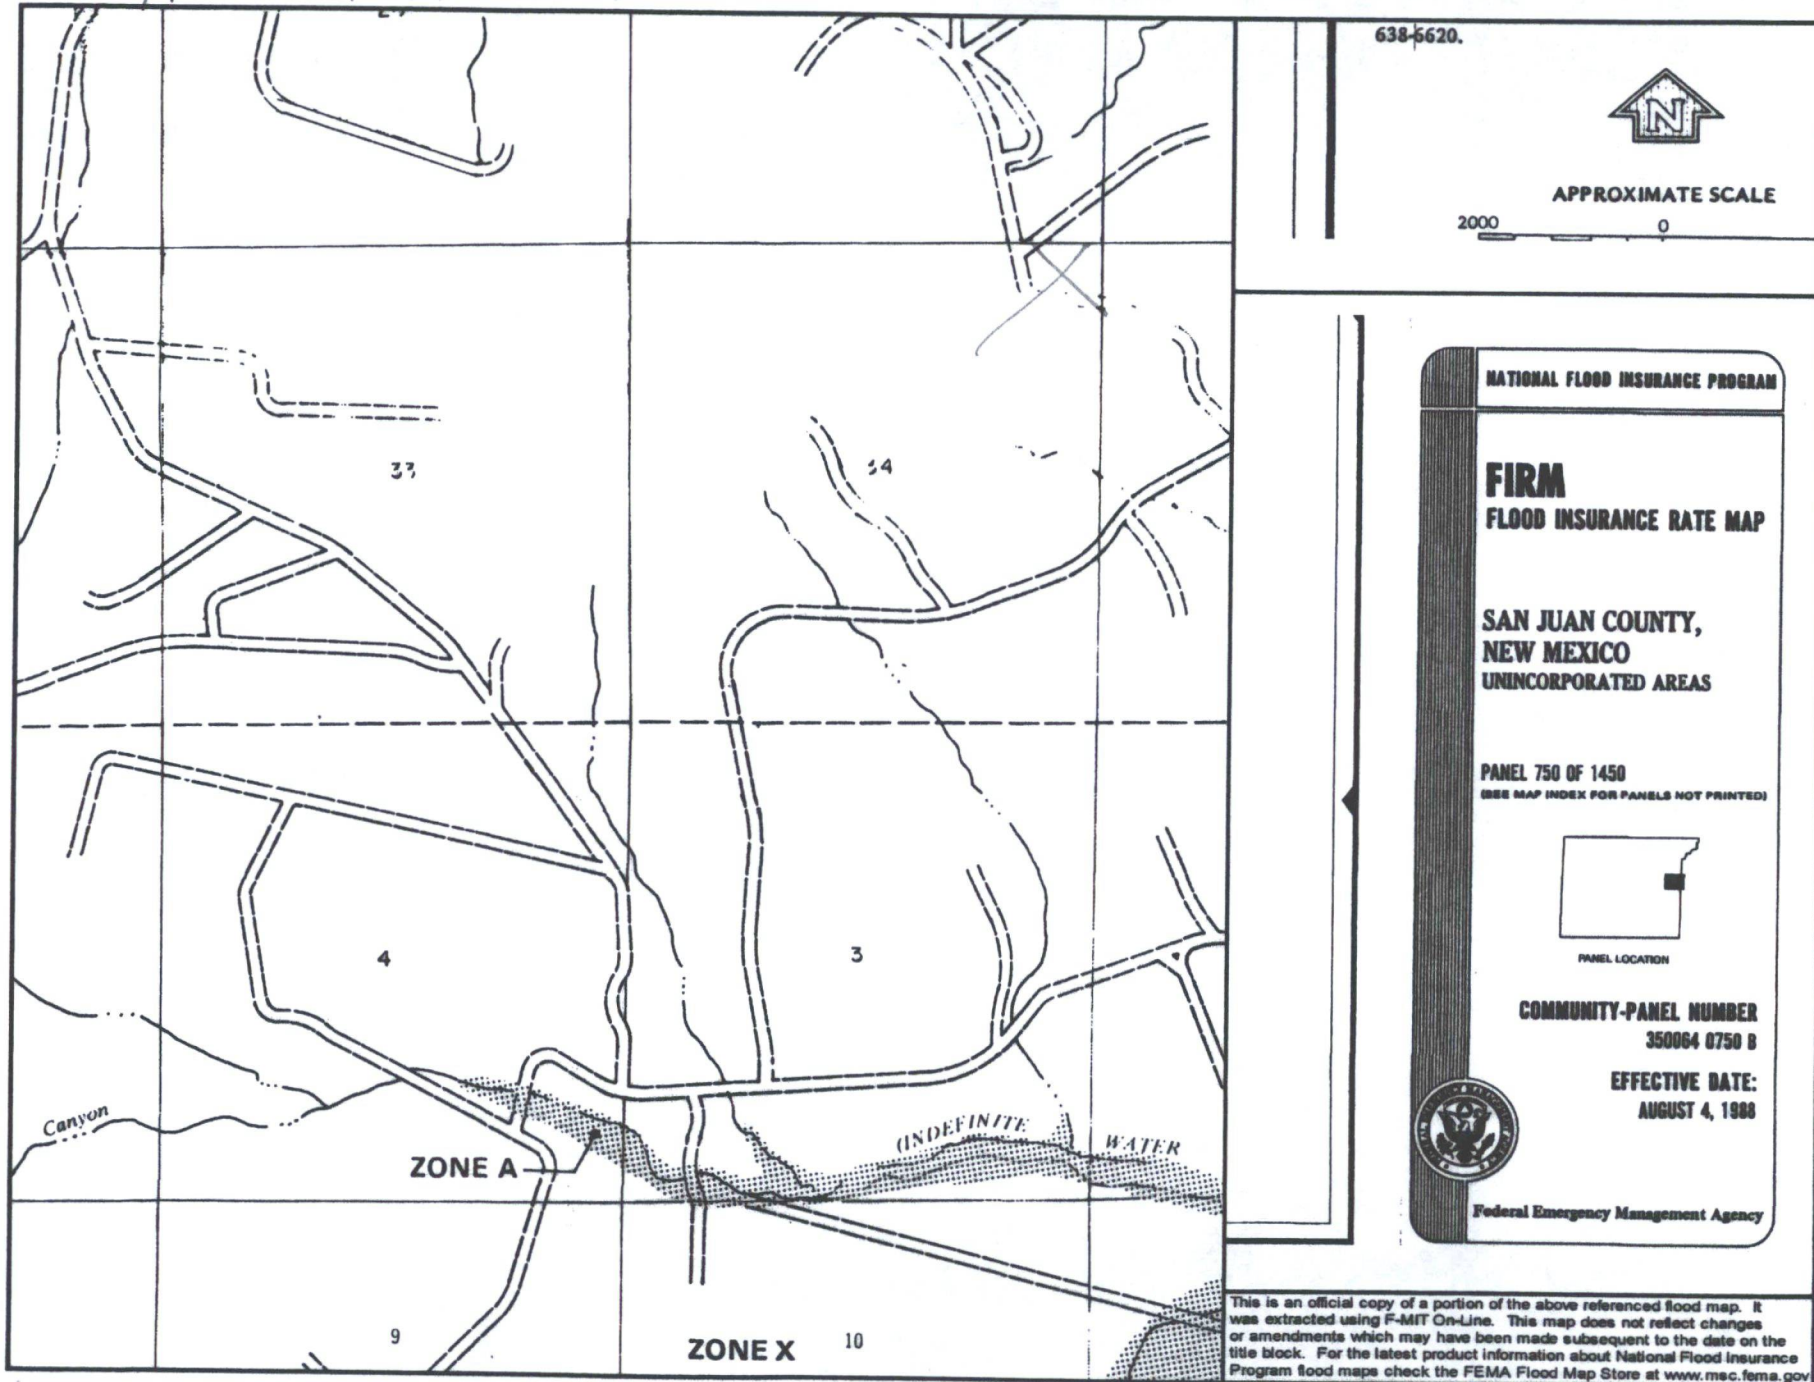 638-6620.
N
APPROXIMATE SCALE
2000 0
NATIONAL FLOOD INSURANCE PROGRAM
FIRM
FLOOD INSURANCE RATE MAP
SAN JUAN COUNTY,
NEW MEXICO
UNINCORPORATED AREAS
PANEL 750 OF 1450
(SEE MAP INDEX FOR PANELS NOT PRINTED)
PANEL LOCATION
COMMUNITY-PANEL NUMBER
350064 0750 B
EFFECTIVE DATE:
AUGUST 4, 1988
Federal Emergency Management Agency
This is an official copy of a portion of the above referenced flood map. It
was extracted using F-MIT On-Line. This map does not reflect changes
or amendments which may have been made subsequent to the date on the
title block. For the latest product information about National Flood Insurance
Program flood maps check the FEMA Flood Map Store at www.msc.fema.gov
33
34
4
3
Canyon
(INDEFINITE WATER
ZONE A
9
ZONE X
10